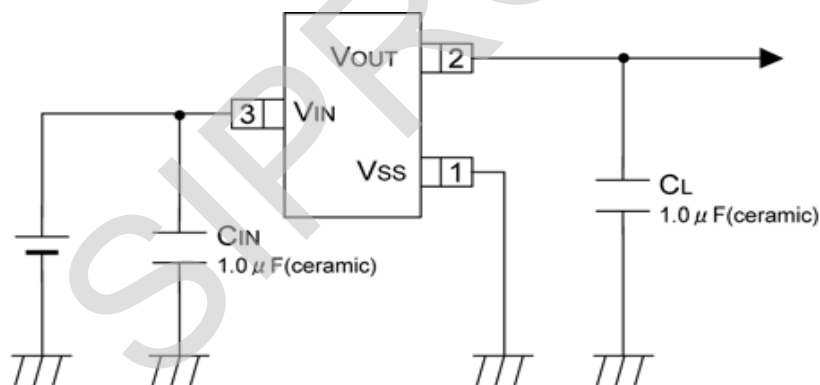 VOUT
2
3
VIN
VSS
1
CIN
1.0 μ F(ceramic)
CL
1.0 μ F(ceramic)